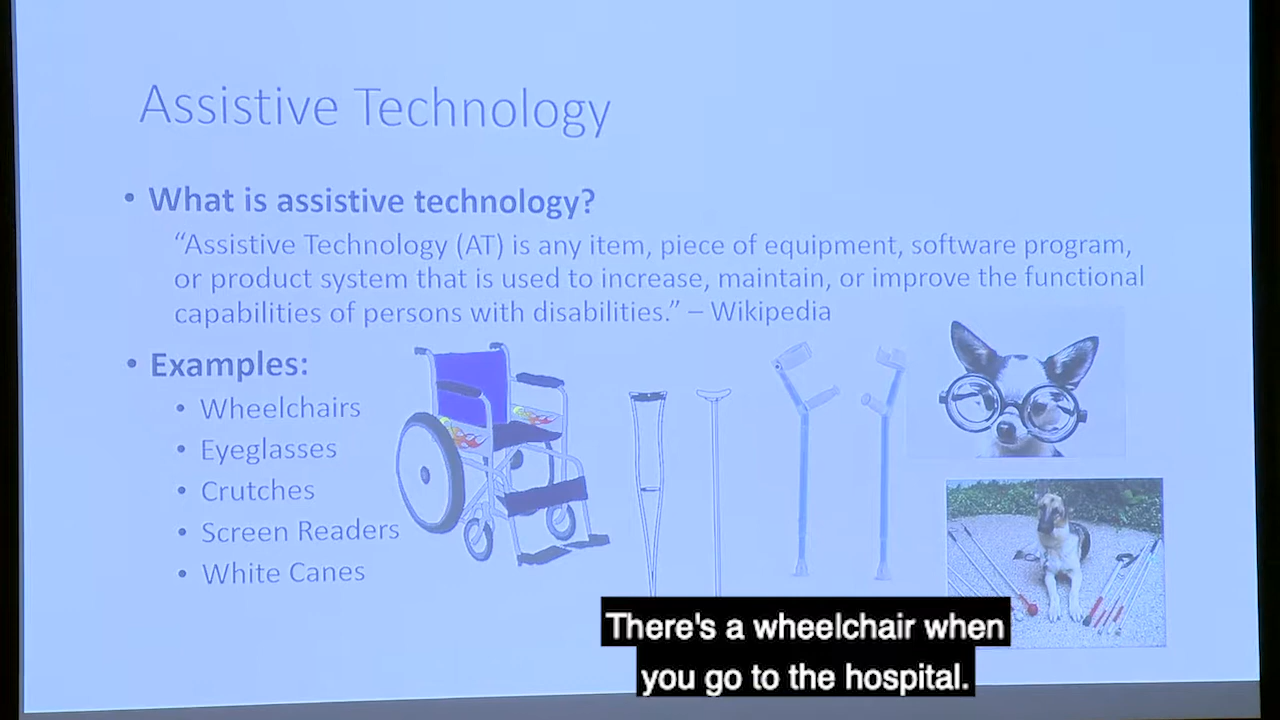 Assistive Technology
• What is assistive technology?
“Assistive Technology (AT) is any item, piece of equipment, software program,
or product system that is used to increase, maintain, or improve the functional
capabilities of persons with disabilities.” – Wikipedia
• Examples:
• Wheelchairs
• Eyeglasses
• Crutches
• Screen Readers
• White Canes
There's a wheelchair when
you go to the hospital.